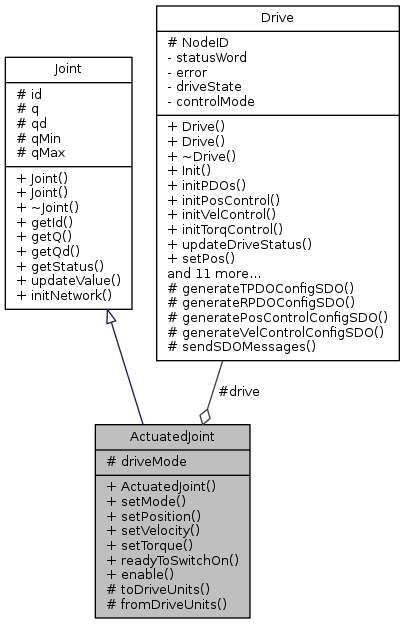 Joint
# id
# q
# qd
# qMin
# qMax
+ Joint()
+ Joint()
+ ~Joint()
+ getId()
+ getQ()
+ getQd()
+ getStatus()
+ updateValue()
+ initNetwork()
Drive
# NodeID
- statusWord
- error
- driveState
- controlMode
+ Drive()
+ Drive()
+ ~Drive()
+ Init()
+ initPDOs()
+ initPosControl()
+ initVelControl()
+ initTorqControl()
+ updateDriveStatus()
+ setPos()
and 11 more...
# generateTPDOConfigSDO()
# generateRPDOConfigSDO()
# generatePosControlConfigSDO()
# generateVelControlConfigSDO()
# sendSDOMessages()
#drive
ActuatedJoint
# driveMode
+ ActuatedJoint()
+ setMode()
+ setPosition()
+ setVelocity()
+ setTorque()
+ readyToSwitchOn()
+ enable()
# toDriveUnits()
# fromDriveUnits()